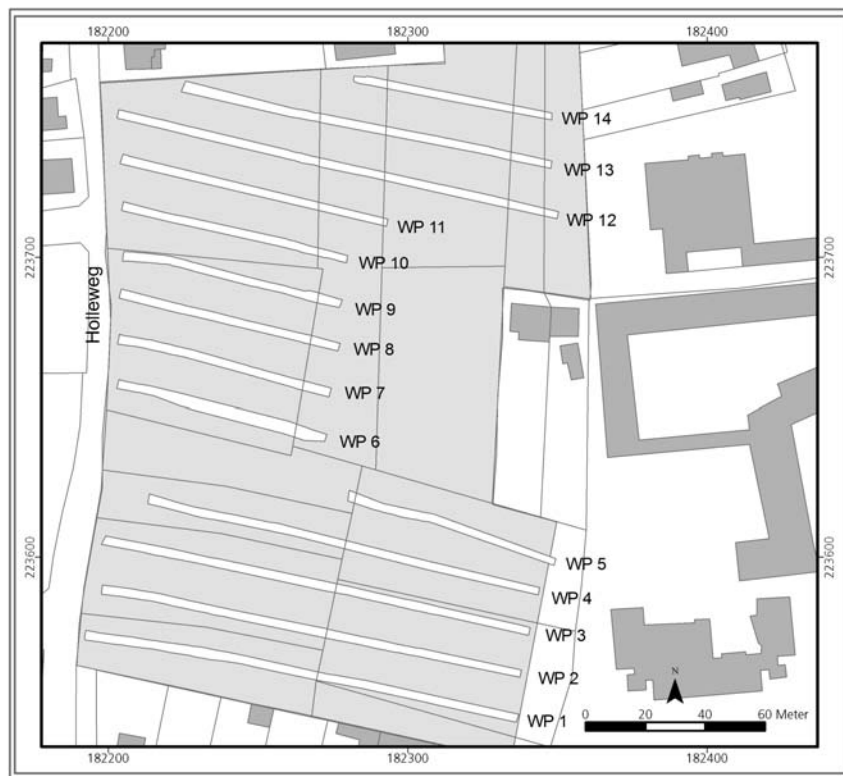 182200 182300 182400
WP 14
WP 13
WP 12
WP 11
223700 223700
WP 10
Holleweg
WP 9
WP 8
WP 7
WP 6
223600 223600
WP 5
WP 4
WP 3
WP 2
N
WP 1
0 20 40 60 Meter
182200 182300 182400